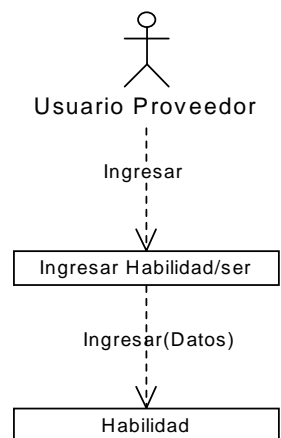 Usuario Proveedor
Ingresar
Ingresar Habilidad/ser
Ingresar(Datos)
Habilidad